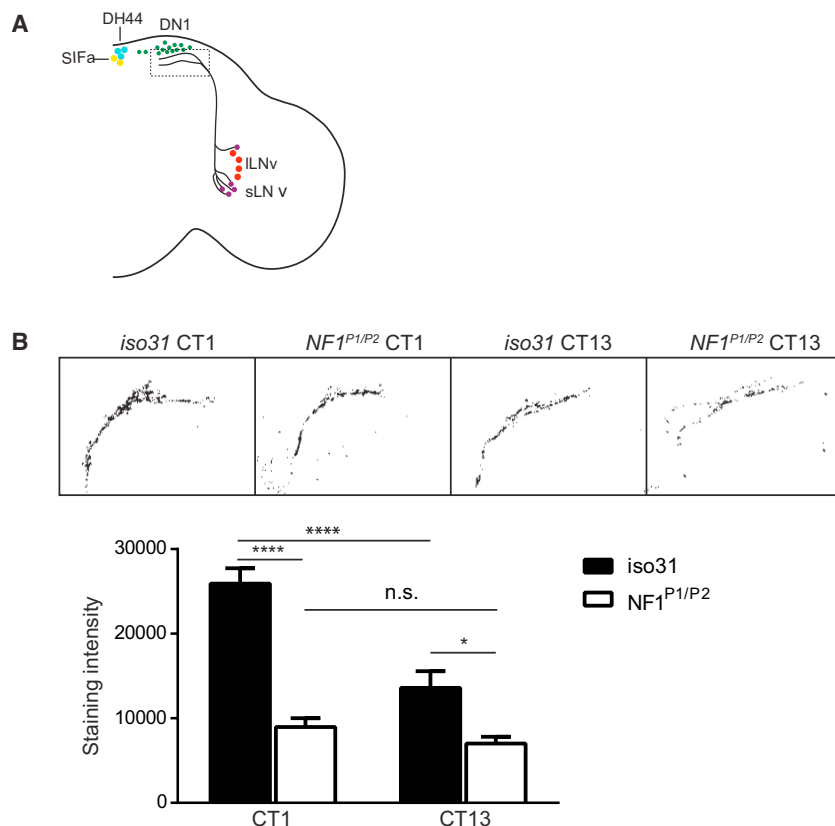 A
DH44
DN1
SIFa
lLNv
sLN v
B
iso31 CT1
NF1P1/P2 CT1
iso31 CT13
NF1P1/P2 CT13
****
****
n.s.
*
iso31
NF1P1/P2
Staining intensity
30000
20000
10000
0
CT1
CT13